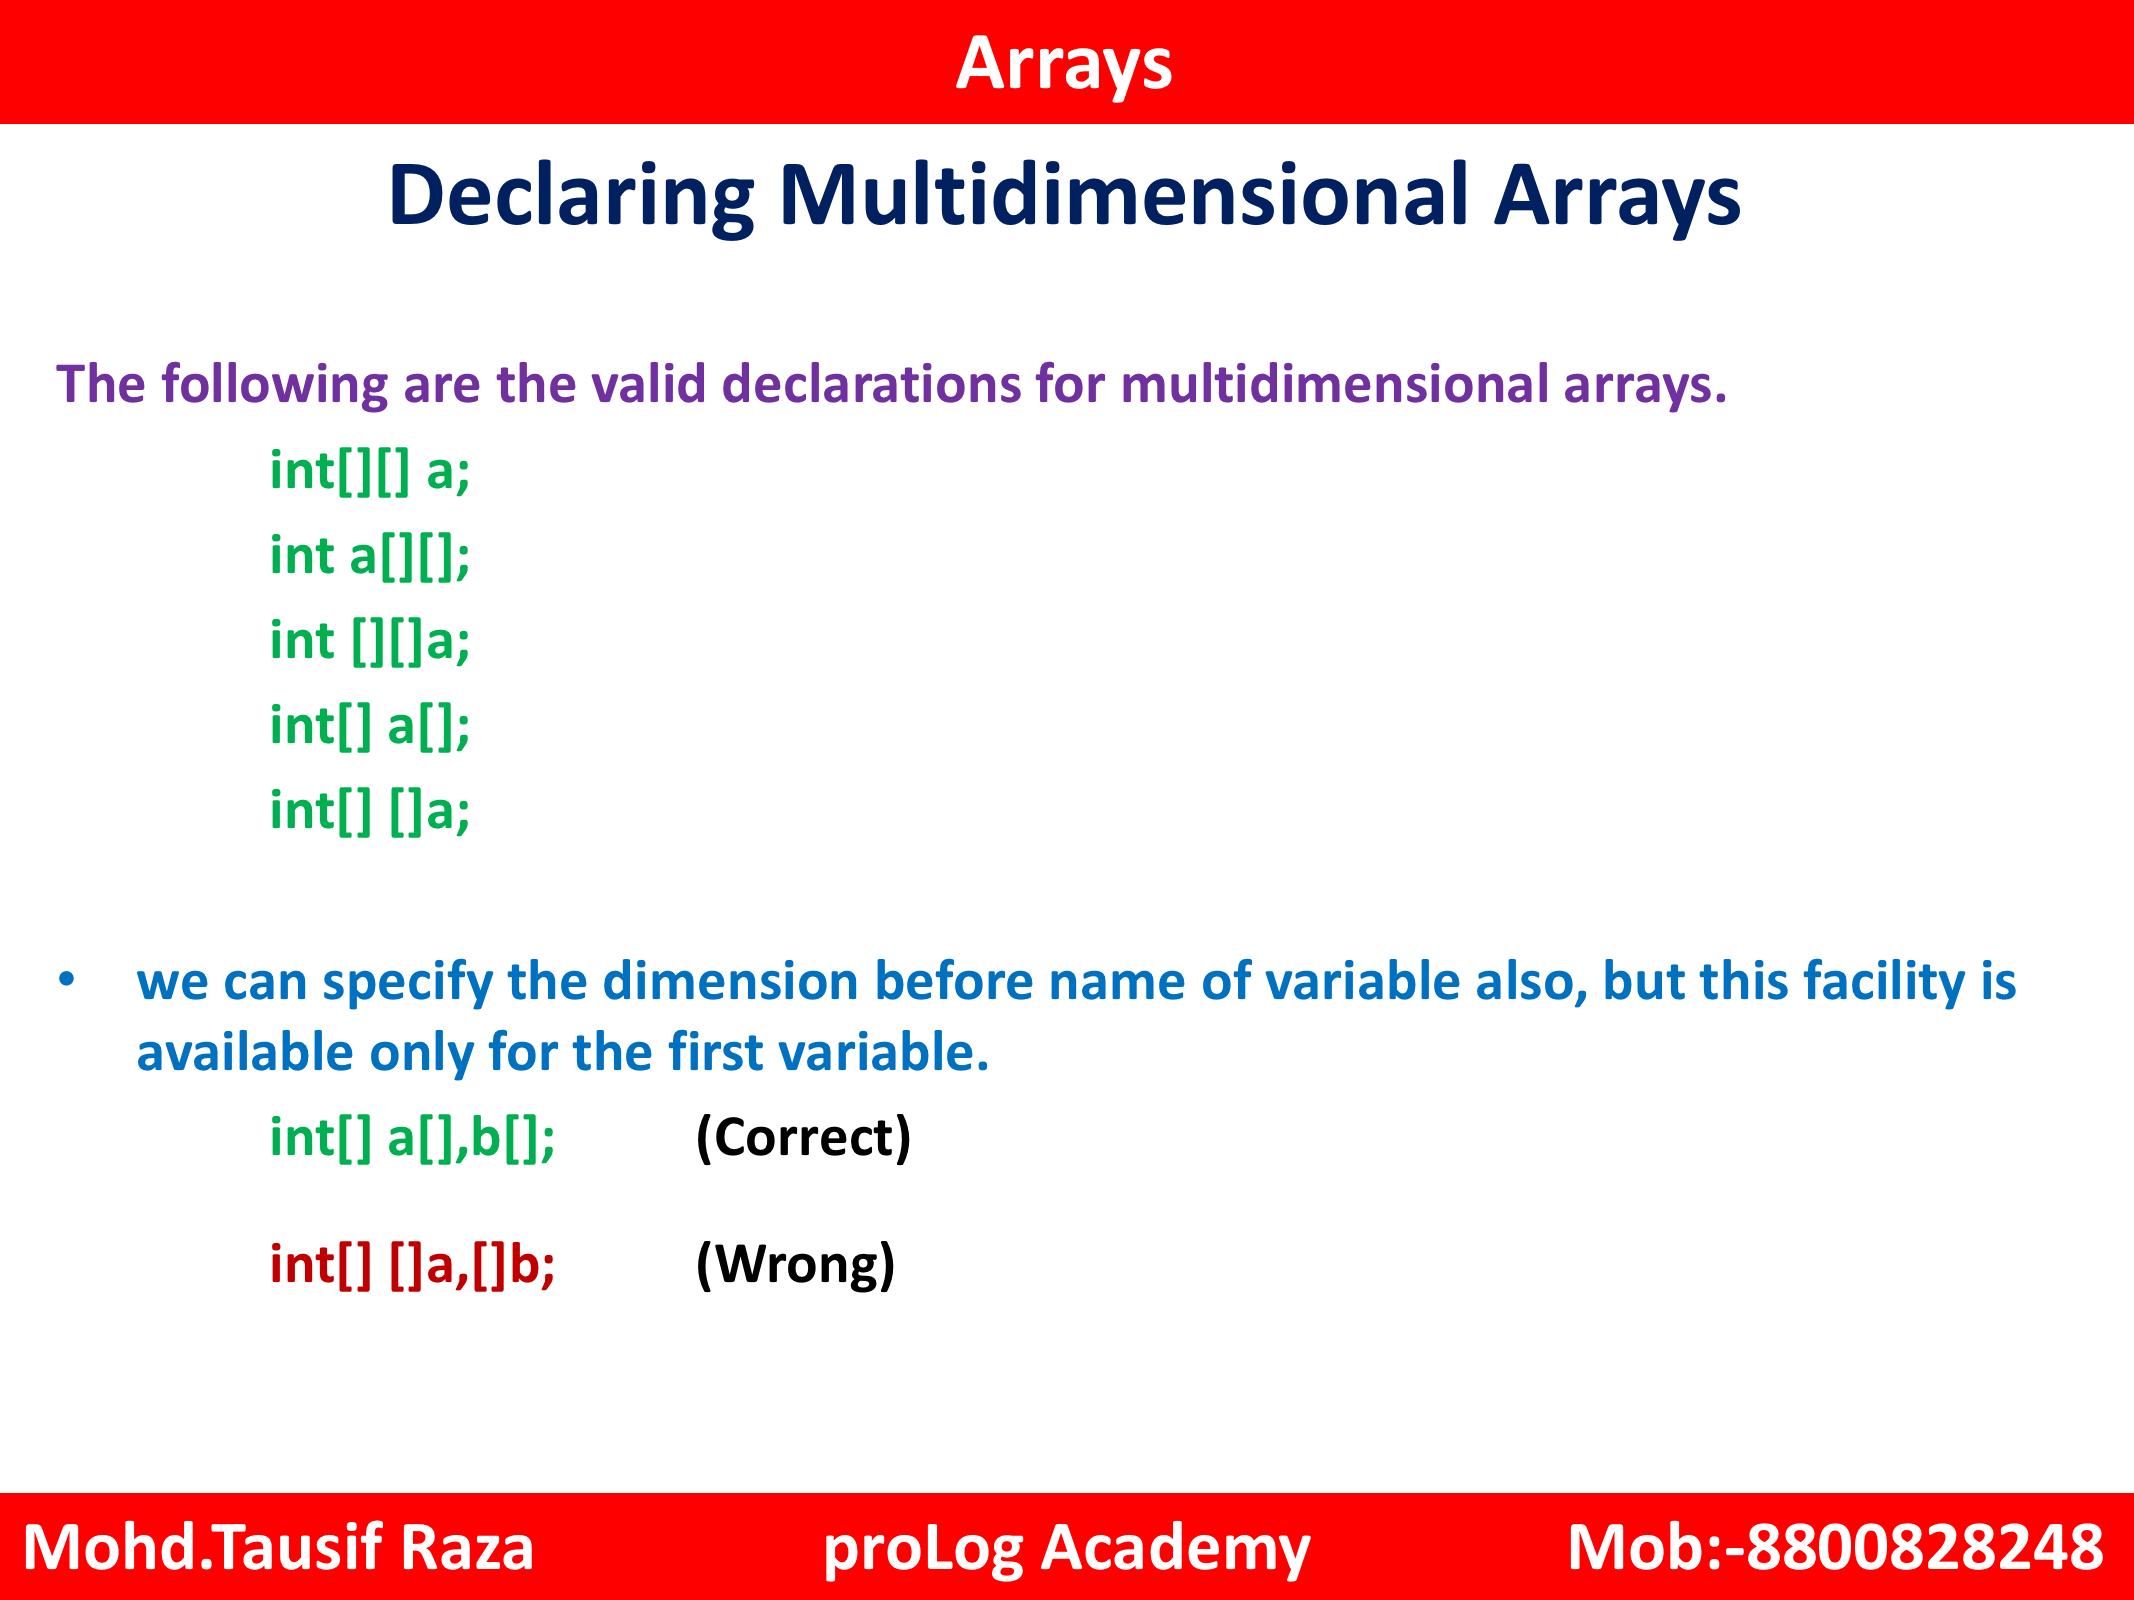 Arrays
Declaring Multidimensional Arrays
The following are the valid declarations for multidimensional arrays.
int[][] a;
int a[][];
int [][]a;
int[] a[];
int[] []a;
• we can specify the dimension before name of variable also, but this facility is
available only for the first variable.
int[] a[],b[]; (Correct)
int[] []a,[]b; (Wrong)
Mohd.Tausif Raza proLog Academy Mob:-8800828248